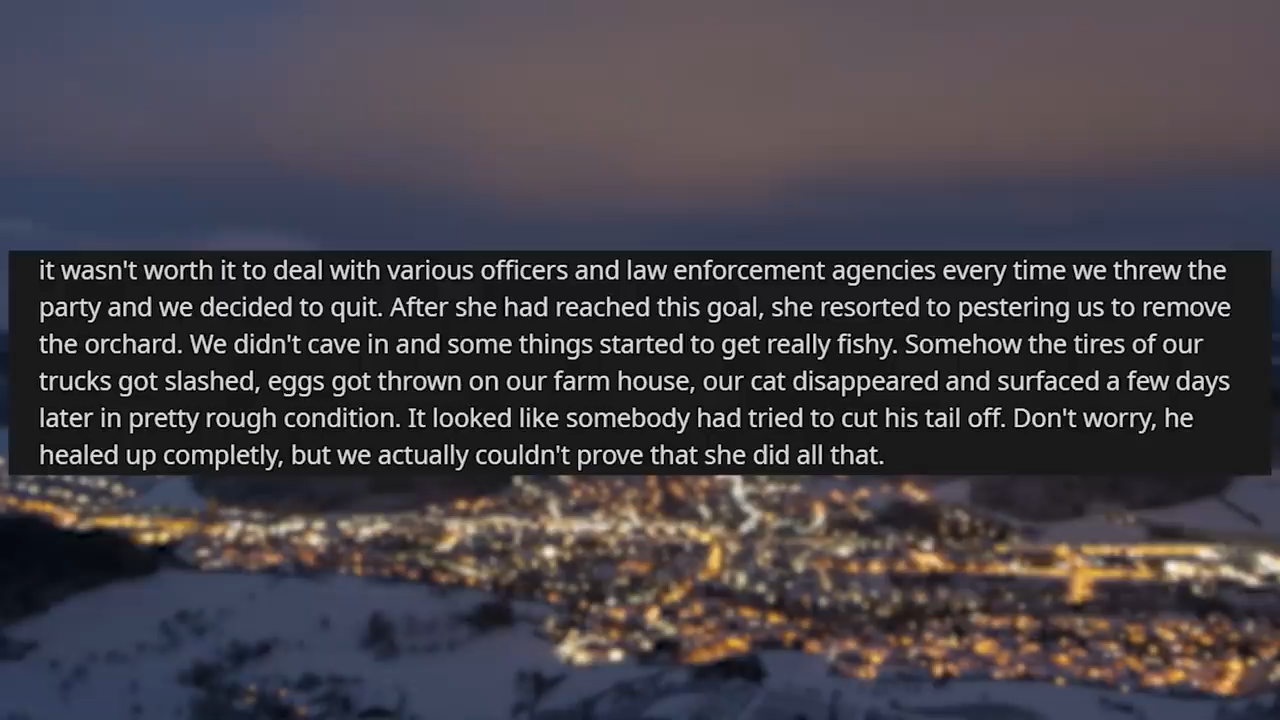 it wasn't worth it to deal with various officers and law enforcement agencies every time we threw the
party and we decided to quit. After she had reached this goal, she resorted to pestering us to remove
the orchard. We didn't cave in and some things started to get really fishy. Somehow the tires of our
trucks got slashed, eggs got thrown on our farm house, our cat disappeared and surfaced a few days
later in pretty rough condition. It looked like somebody had tried to cut his tail off. Don't worry, he
healed up completly, but we actually couldn't prove that she did all that.